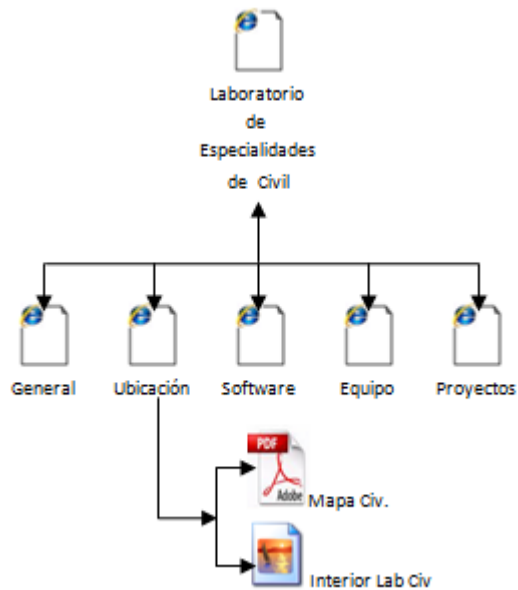 Laboratorio
de
Especialidades
de Civil
General Ubicación Software Equipo Proyectos
PDF
Adobe
Mapa Civ.
Interior Lab Civ